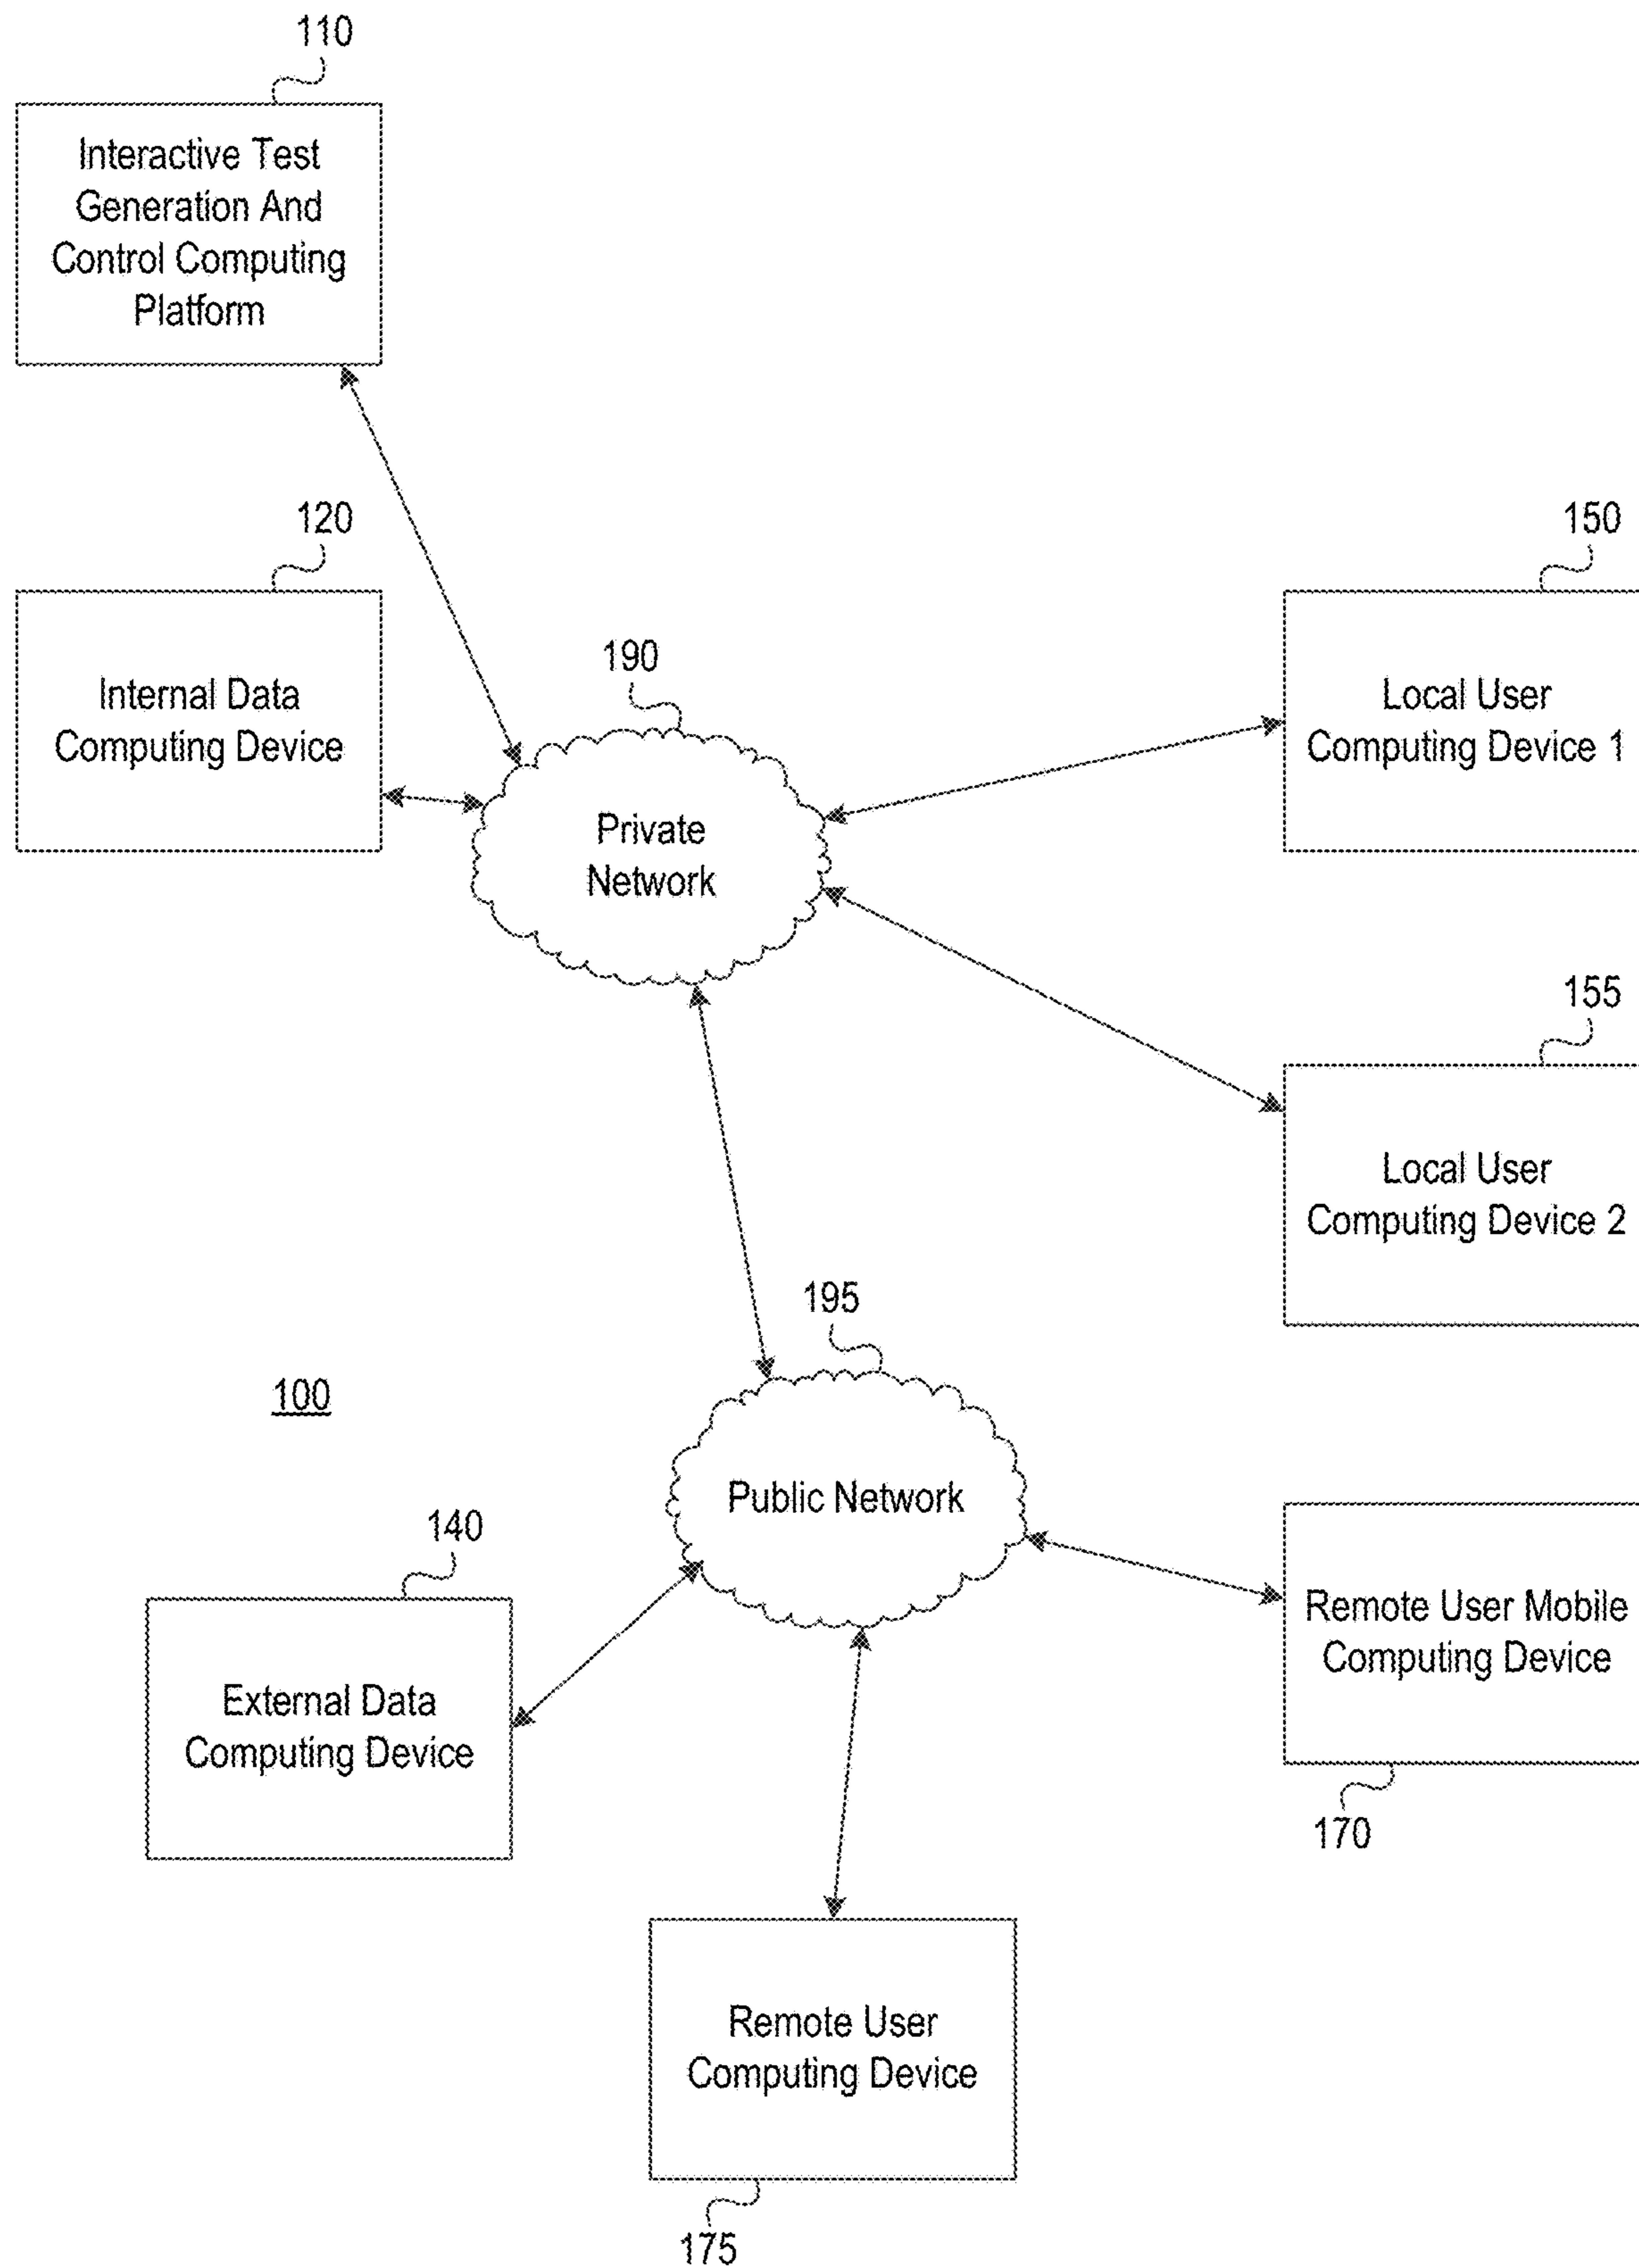 110
Interactive Test
Generation And
Control Computing
Platform
120
Internal Data
Computing Device
190
Private
Network
150
Local User
Computing Device 1
155
Local User
Computing Device 2
195
Public Network
100
140
External Data
Computing Device
Remote User Mobile
Computing Device
170
Remote User
Computing Device
175